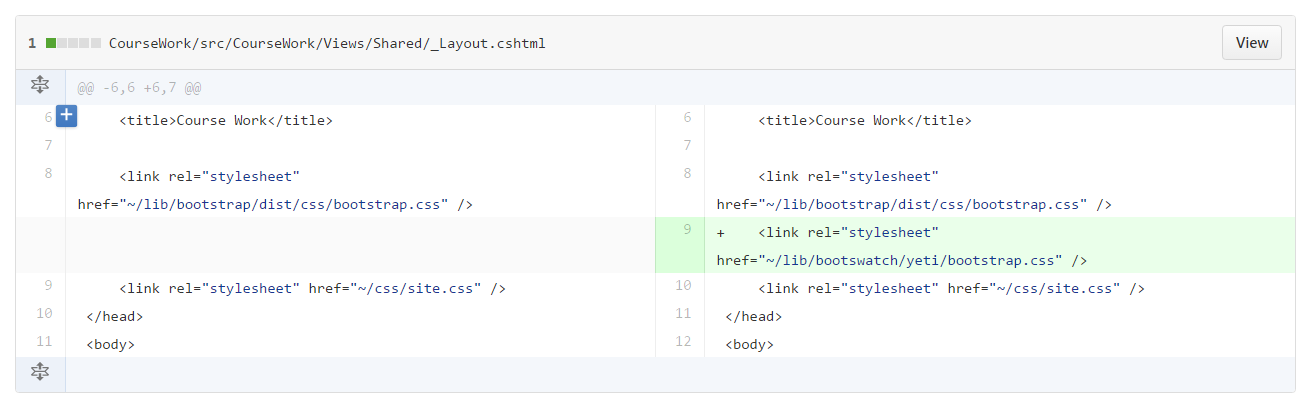 1 CourseWork/src/CourseWork/Views/Shared/_Layout.cshtml View
@@ -6,6 +6,7 @@
6 + <title>Course Work</title> 6 <title>Course Work</title>
7 7
8 <link rel="stylesheet" 8 <link rel="stylesheet"
href="~/lib/bootstrap/dist/css/bootstrap.css" /> href="~/lib/bootstrap/dist/css/bootstrap.css" />
9 + <link rel="stylesheet"
href="~/lib/bootswatch/yeti/bootstrap.css" />
9 <link rel="stylesheet" href="~/css/site.css" /> 10 <link rel="stylesheet" href="~/css/site.css" />
10 </head> 11 </head>
11 <body> 12 <body>